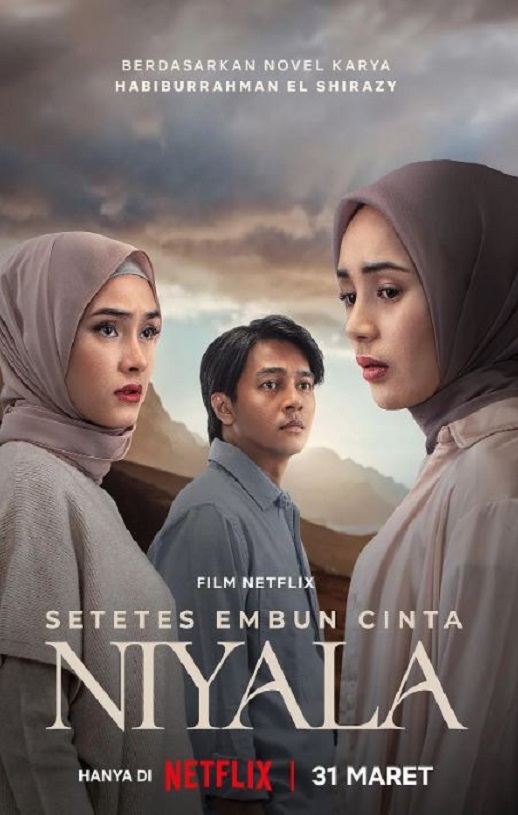 BERDASARKAN NOVEL KARYA
HABIBURRAHMAN EL SHIRAZY
FILM NETFLIX
SETETES EMBUN CINTA
NIYALA
HANYA DI NETFLIX | 31 MARET